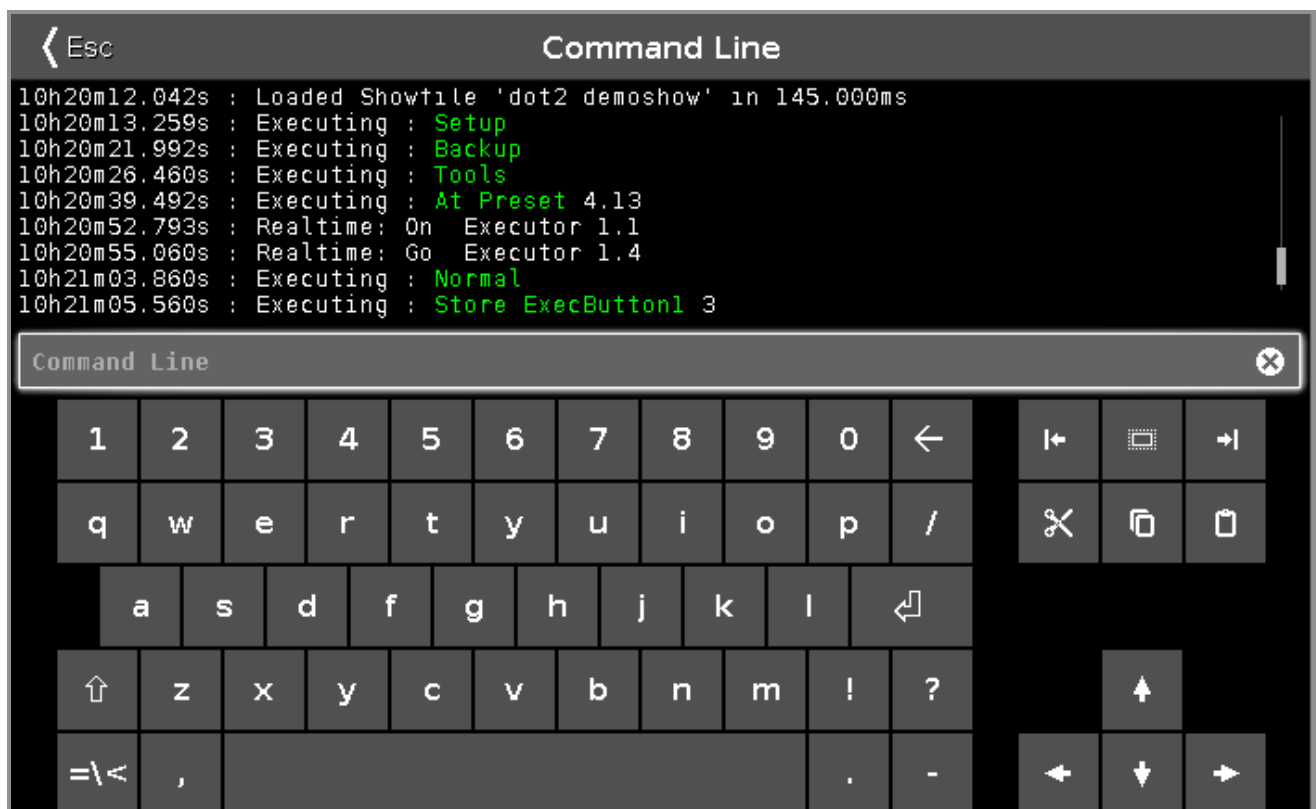 Esc Command Line
10h20m12.042s : Loaded Showfile 'dot2 demoshow' in 145.000ms
10h20m13.259s : Executing : Setup
10h20m21.992s : Executing : Backup
10h20m26.460s : Executing : Tools
10h20m39.492s : Executing : At Preset 4.13
10h20m52.793s : Realtime: On  Executor 1.1
10h20m55.060s : Realtime: Go  Executor 1.4
10h21m03.860s : Executing : Normal
10h21m05.560s : Executing : Store ExecButton1 3
Command Line
1 2 3 4 5 6 7 8 9 0
q w e r t y u i o p /
a s d f g h j k l
z x y c v b n m ! ?
=\< , . -